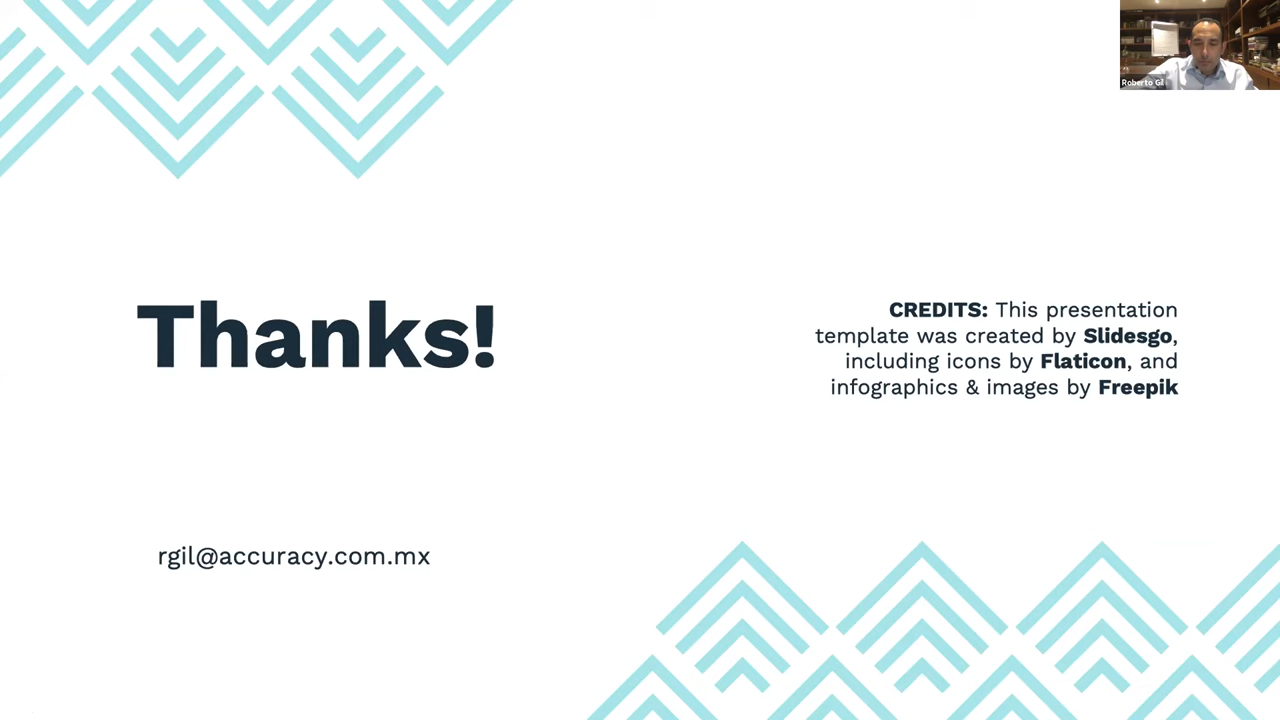 Roberto Gil
Thanks!
CREDITS: This presentation
template was created by Slidesgo,
including icons by Flaticon, and
infographics & images by Freepik
rgil@accuracy.com.mx